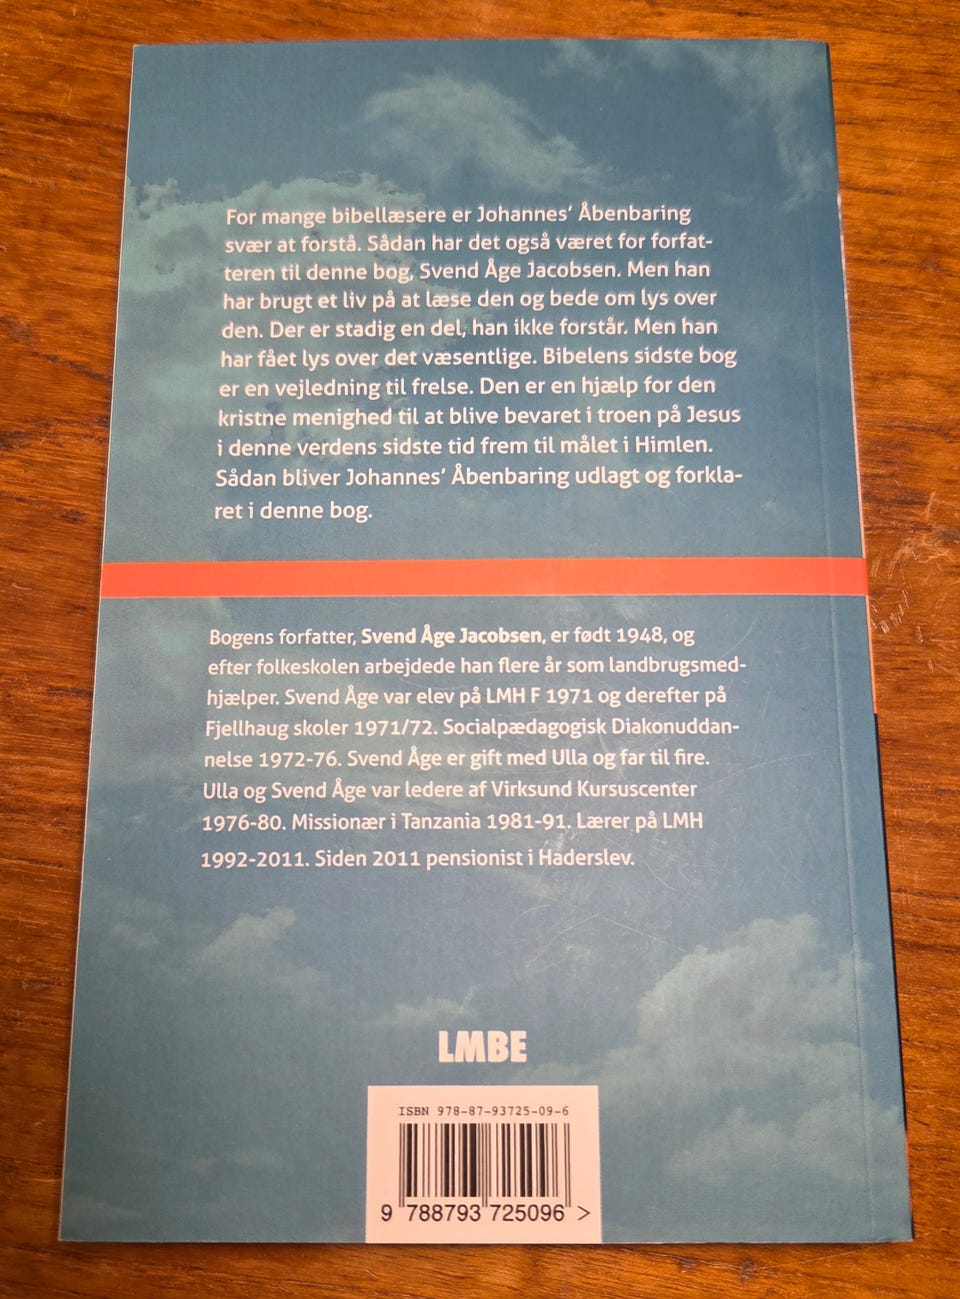 For mange bibellæsere er Johannes’ Åbenbaring
svær at forstå. Sådan har det også været for forfat-
teren til denne bog, Svend Åge Jacobsen. Men han
har brugt et liv på at læse den og bede om lys over
den. Der er stadig en del, han ikke forstår. Men han
har fået lys over det væsentlige. Bibelens sidste bog
er en vejledning til frelse. Den er en hjælp for den
kristne menighed til at blive bevaret i troen på Jesus
i denne verdens sidste tid frem til målet i Himlen.
Sådan bliver Johannes’ Åbenbaring udlagt og forkla-
ret i denne bog.
Bogens forfatter, Svend Åge Jacobsen, er født 1948, og
efter folkeskolen arbejdede han flere år som landbrugsmed-
hjælper. Svend Åge var elev på LMH F 1971 og derefter på
Fjellhaug skoler 1971/72. Socialpædagogisk Diakonuddan-
nelse 1972-76. Svend Åge er gift med Ulla og far til fire.
Ulla og Svend Åge var ledere af Virksund Kursuscenter
1976-80. Missionær i Tanzania 1981-91. Lærer på LMH
1992-2011. Siden 2011 pensionist i Haderslev.
LMBE
ISBN 978-87-93725-09-6
9 788793 725096 >